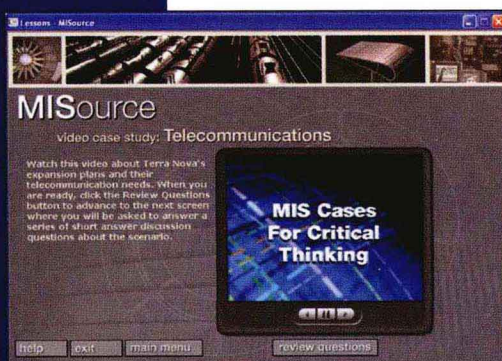 Lessons - MISource
MISource
video case study: Telecommunications
Watch this video about Terra Nova's
expansion plans and their
telecommunication needs. When you
are ready, click the Review Questions
button to advance to the next screen
where you will be asked to answer a
series of short answer discussion
questions about the scenario.
MIS Cases
For Critical
Thinking
help exit main menu review questions